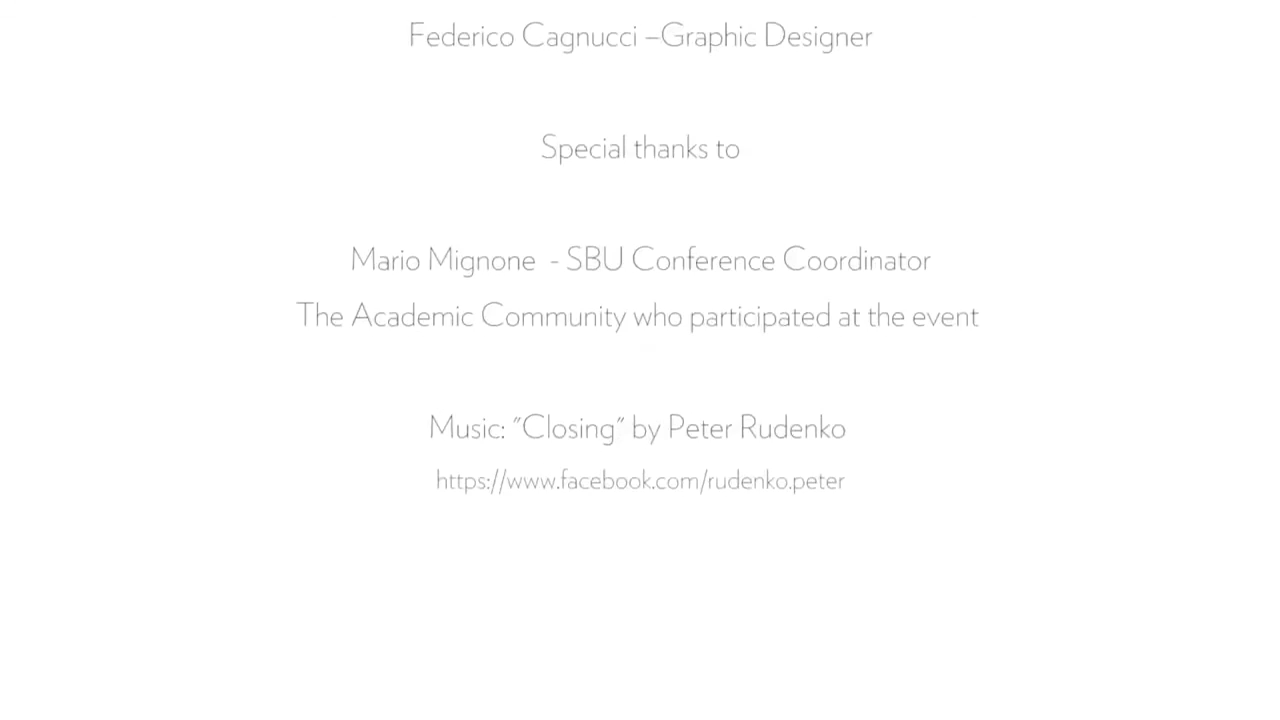 Federico Cagnucci –Graphic Designer
Special thanks to
Mario Mignone  - SBU Conference Coordinator
The Academic Community who participated at the event
Music: "Closing" by Peter Rudenko
https://www.facebook.com/rudenko.peter